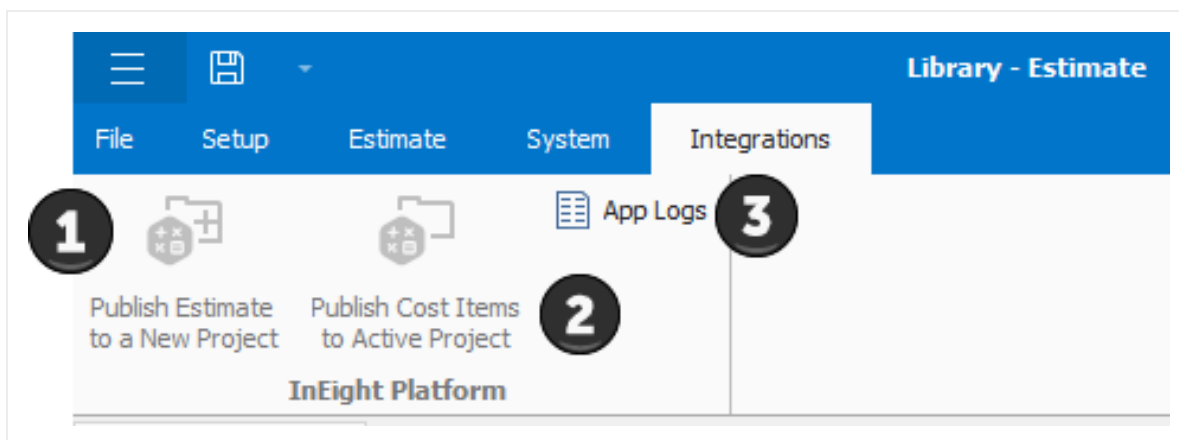 Library - Estimate
File Setup Estimate System Integrations
1
App Logs 3
Publish Estimate
to a New Project
Publish Cost Items
to Active Project
2
InEight Platform